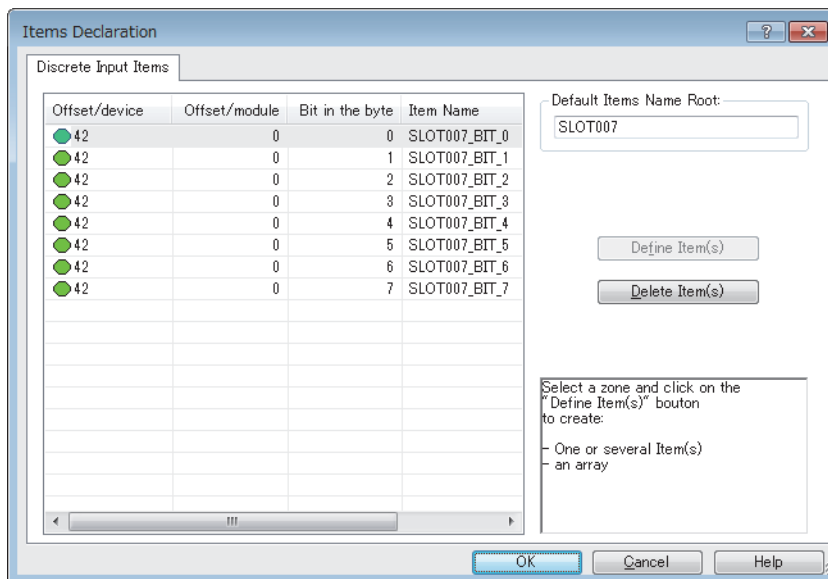 Items Declaration
Discrete Input Items
Offset/device Offset/module Bit in the byte Item Name
42 0 0 SLOT007_BIT_0
42 0 1 SLOT007_BIT_1
42 0 2 SLOT007_BIT_2
42 0 3 SLOT007_BIT_3
42 0 4 SLOT007_BIT_4
42 0 5 SLOT007_BIT_5
42 0 6 SLOT007_BIT_6
42 0 7 SLOT007_BIT_7
Default Items Name Root:
SLOT007
Define Item(s)
Delete Item(s)
Select a zone and click on the
"Define Item(s)" bouton
to create:
- One or several Item(s)
- an array
OK Cancel Help